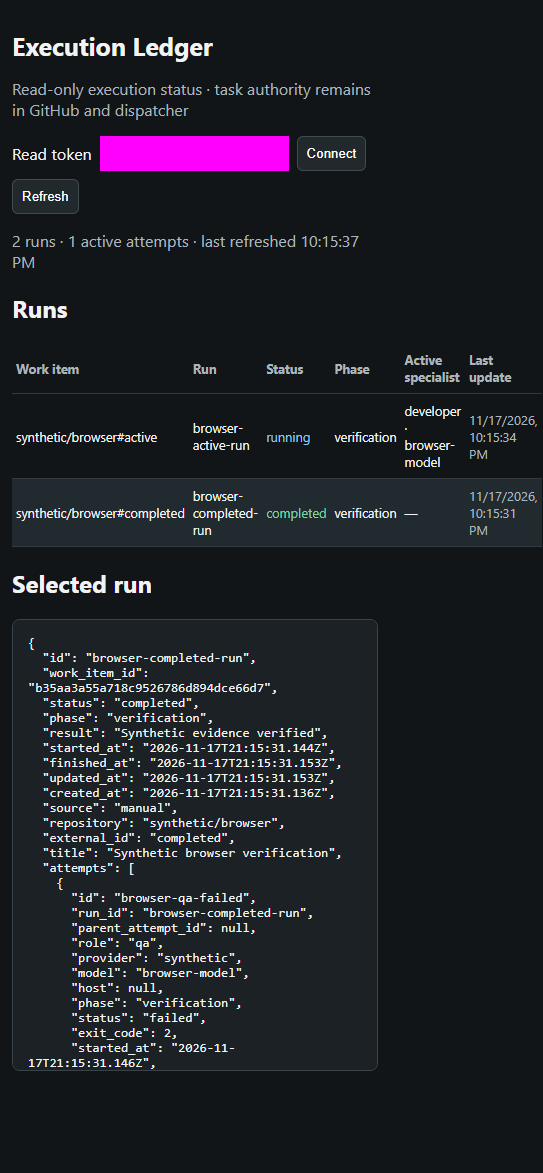 Execution Ledger
Read-only execution status · task authority remains
in GitHub and dispatcher
Read token Connect
Refresh
2 runs · 1 active attempts · last refreshed 10:15:37
PM
Runs
Work item Run Status Phase Active specialist Last update
synthetic/browser#active browser-active-run running verification developer · browser-model 11/17/2026, 10:15:34 PM
synthetic/browser#completed browser-completed-run completed verification — 11/17/2026, 10:15:31 PM
Selected run
{
"id": "browser-completed-run",
"work_item_id":
"b35aa3a55a718c9526786d894dce66d7",
"status": "completed",
"phase": "verification",
"result": "Synthetic evidence verified",
"started_at": "2026-11-17T21:15:31.144Z",
"finished_at": "2026-11-17T21:15:31.153Z",
"updated_at": "2026-11-17T21:15:31.153Z",
"created_at": "2026-11-17T21:15:31.136Z",
"source": "manual",
"repository": "synthetic/browser",
"external_id": "completed",
"title": "Synthetic browser verification",
"attempts": [
{
"id": "browser-qa-failed",
"run_id": "browser-completed-run",
"parent_attempt_id": null,
"role": "qa",
"provider": "synthetic",
"model": "browser-model",
"host": null,
"phase": "verification",
"status": "failed",
"exit_code": 2,
"started_at": "2026-11-
17T21:15:31.146Z",